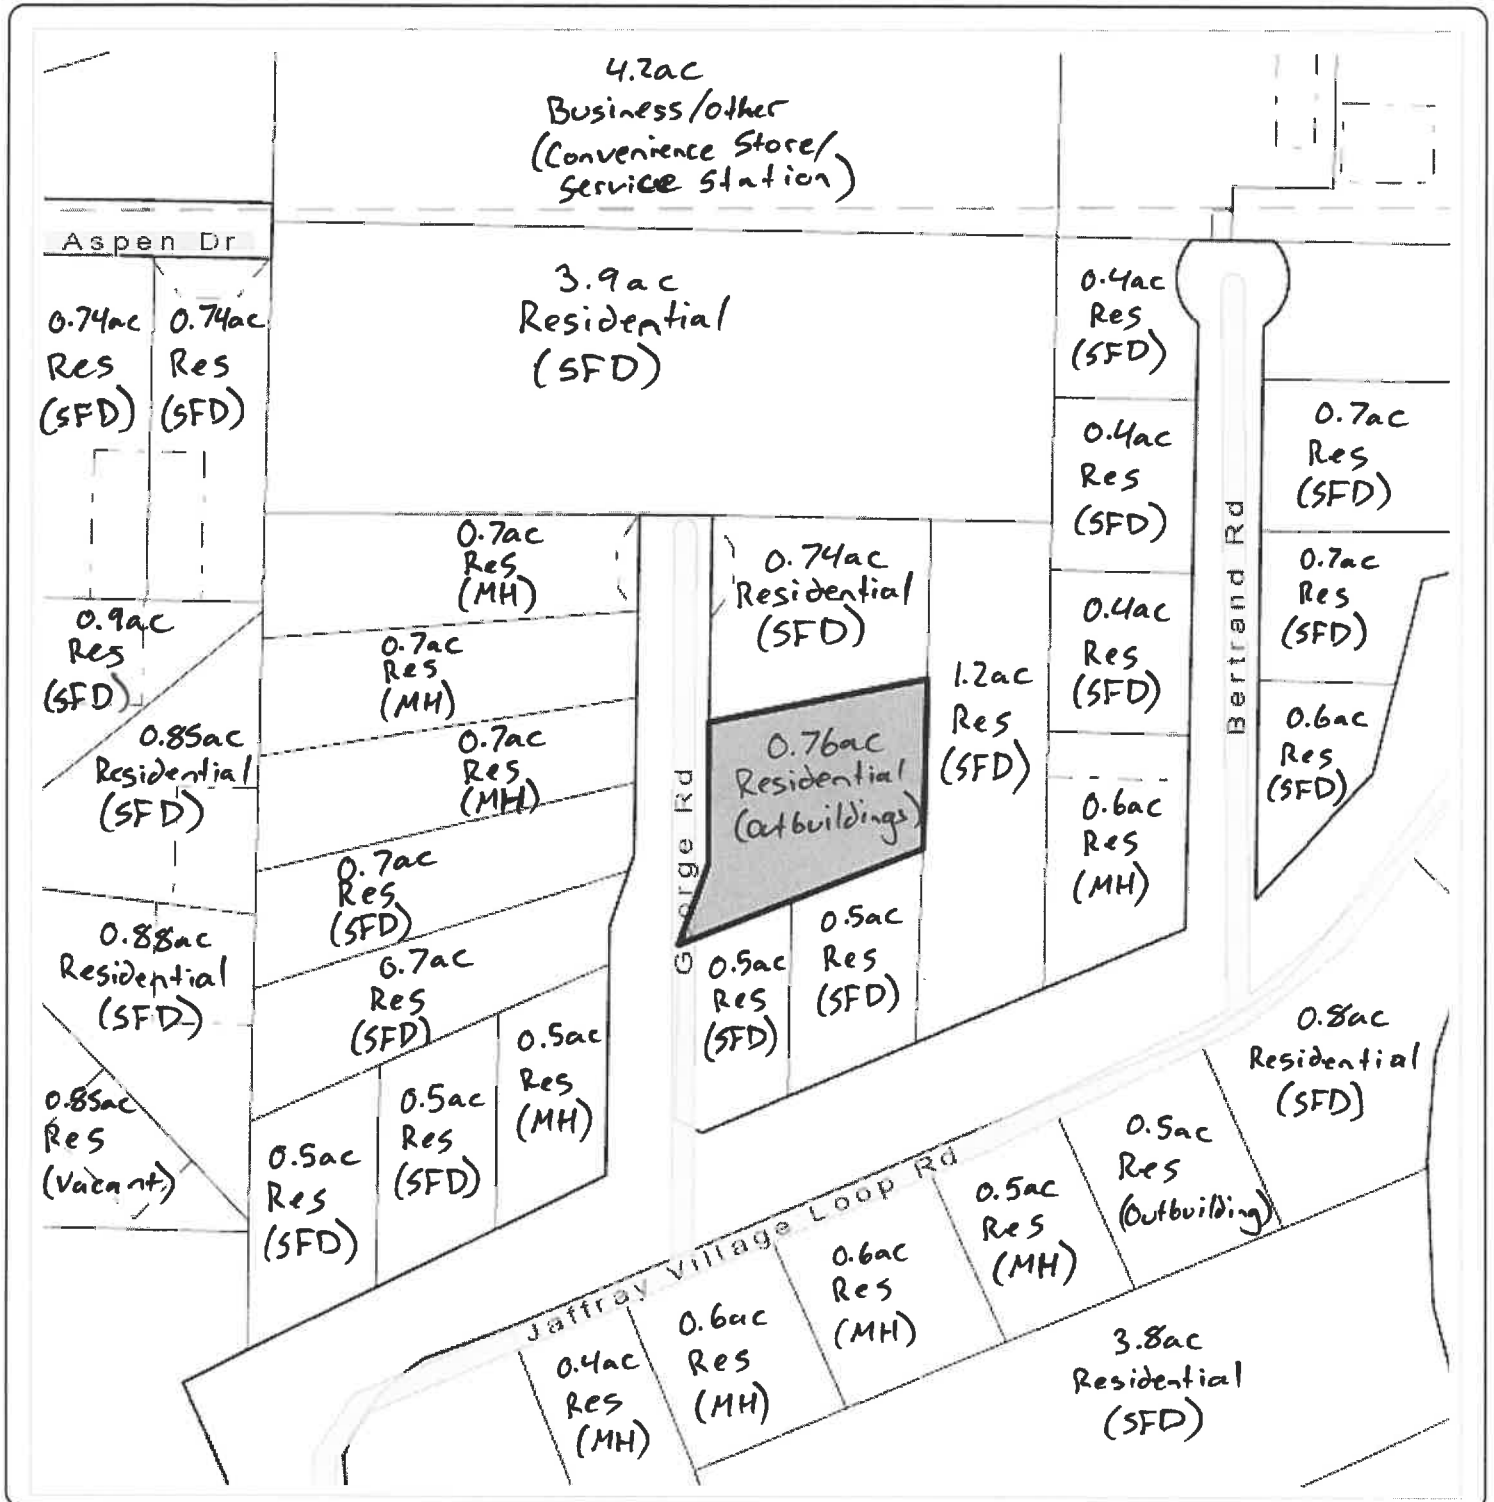 4.2ac
Business/other
(Convenience Store/
Service Station)
Aspen Dr
3.9ac
Residential
(SFD)
0.74ac
Res
(SFD)
0.74ac
Res
(SFD)
0.4ac
Res
(SFD)
0.4ac
Res
(SFD)
0.4ac
Res
(SFD)
0.6ac
Res
(MH)
Bertrand Rd
0.7ac
Res
(SFD)
0.7ac
Res
(SFD)
0.6ac
Res
(SFD)
0.7ac
Res
(MH)
0.7ac
Res
(MH)
0.7ac
Res
(MH)
0.7ac
Res
(SFD)
0.7ac
Res
(SFD)
0.74ac
Residential
(SFD)
0.76ac
Residential
(Outbuildings)
1.2ac
Res
(SFD)
George Rd
0.9ac
Res
(SFD)
0.85ac
Residential
(SFD)
0.88ac
Residential
(SFD)
0.85ac
Res
(Vacant)
0.5ac
Res
(SFD)
0.5ac
Res
(SFD)
0.5ac
Res
(MH)
0.5ac
Res
(SFD)
0.5ac
Res
(SFD)
Jaffray Village Loop Rd
0.4ac
Res
(MH)
0.6ac
Res
(MH)
0.6ac
Res
(MH)
0.5ac
Res
(MH)
0.5ac
Res
(Outbuilding)
0.8ac
Residential
(SFD)
3.8ac
Residential
(SFD)